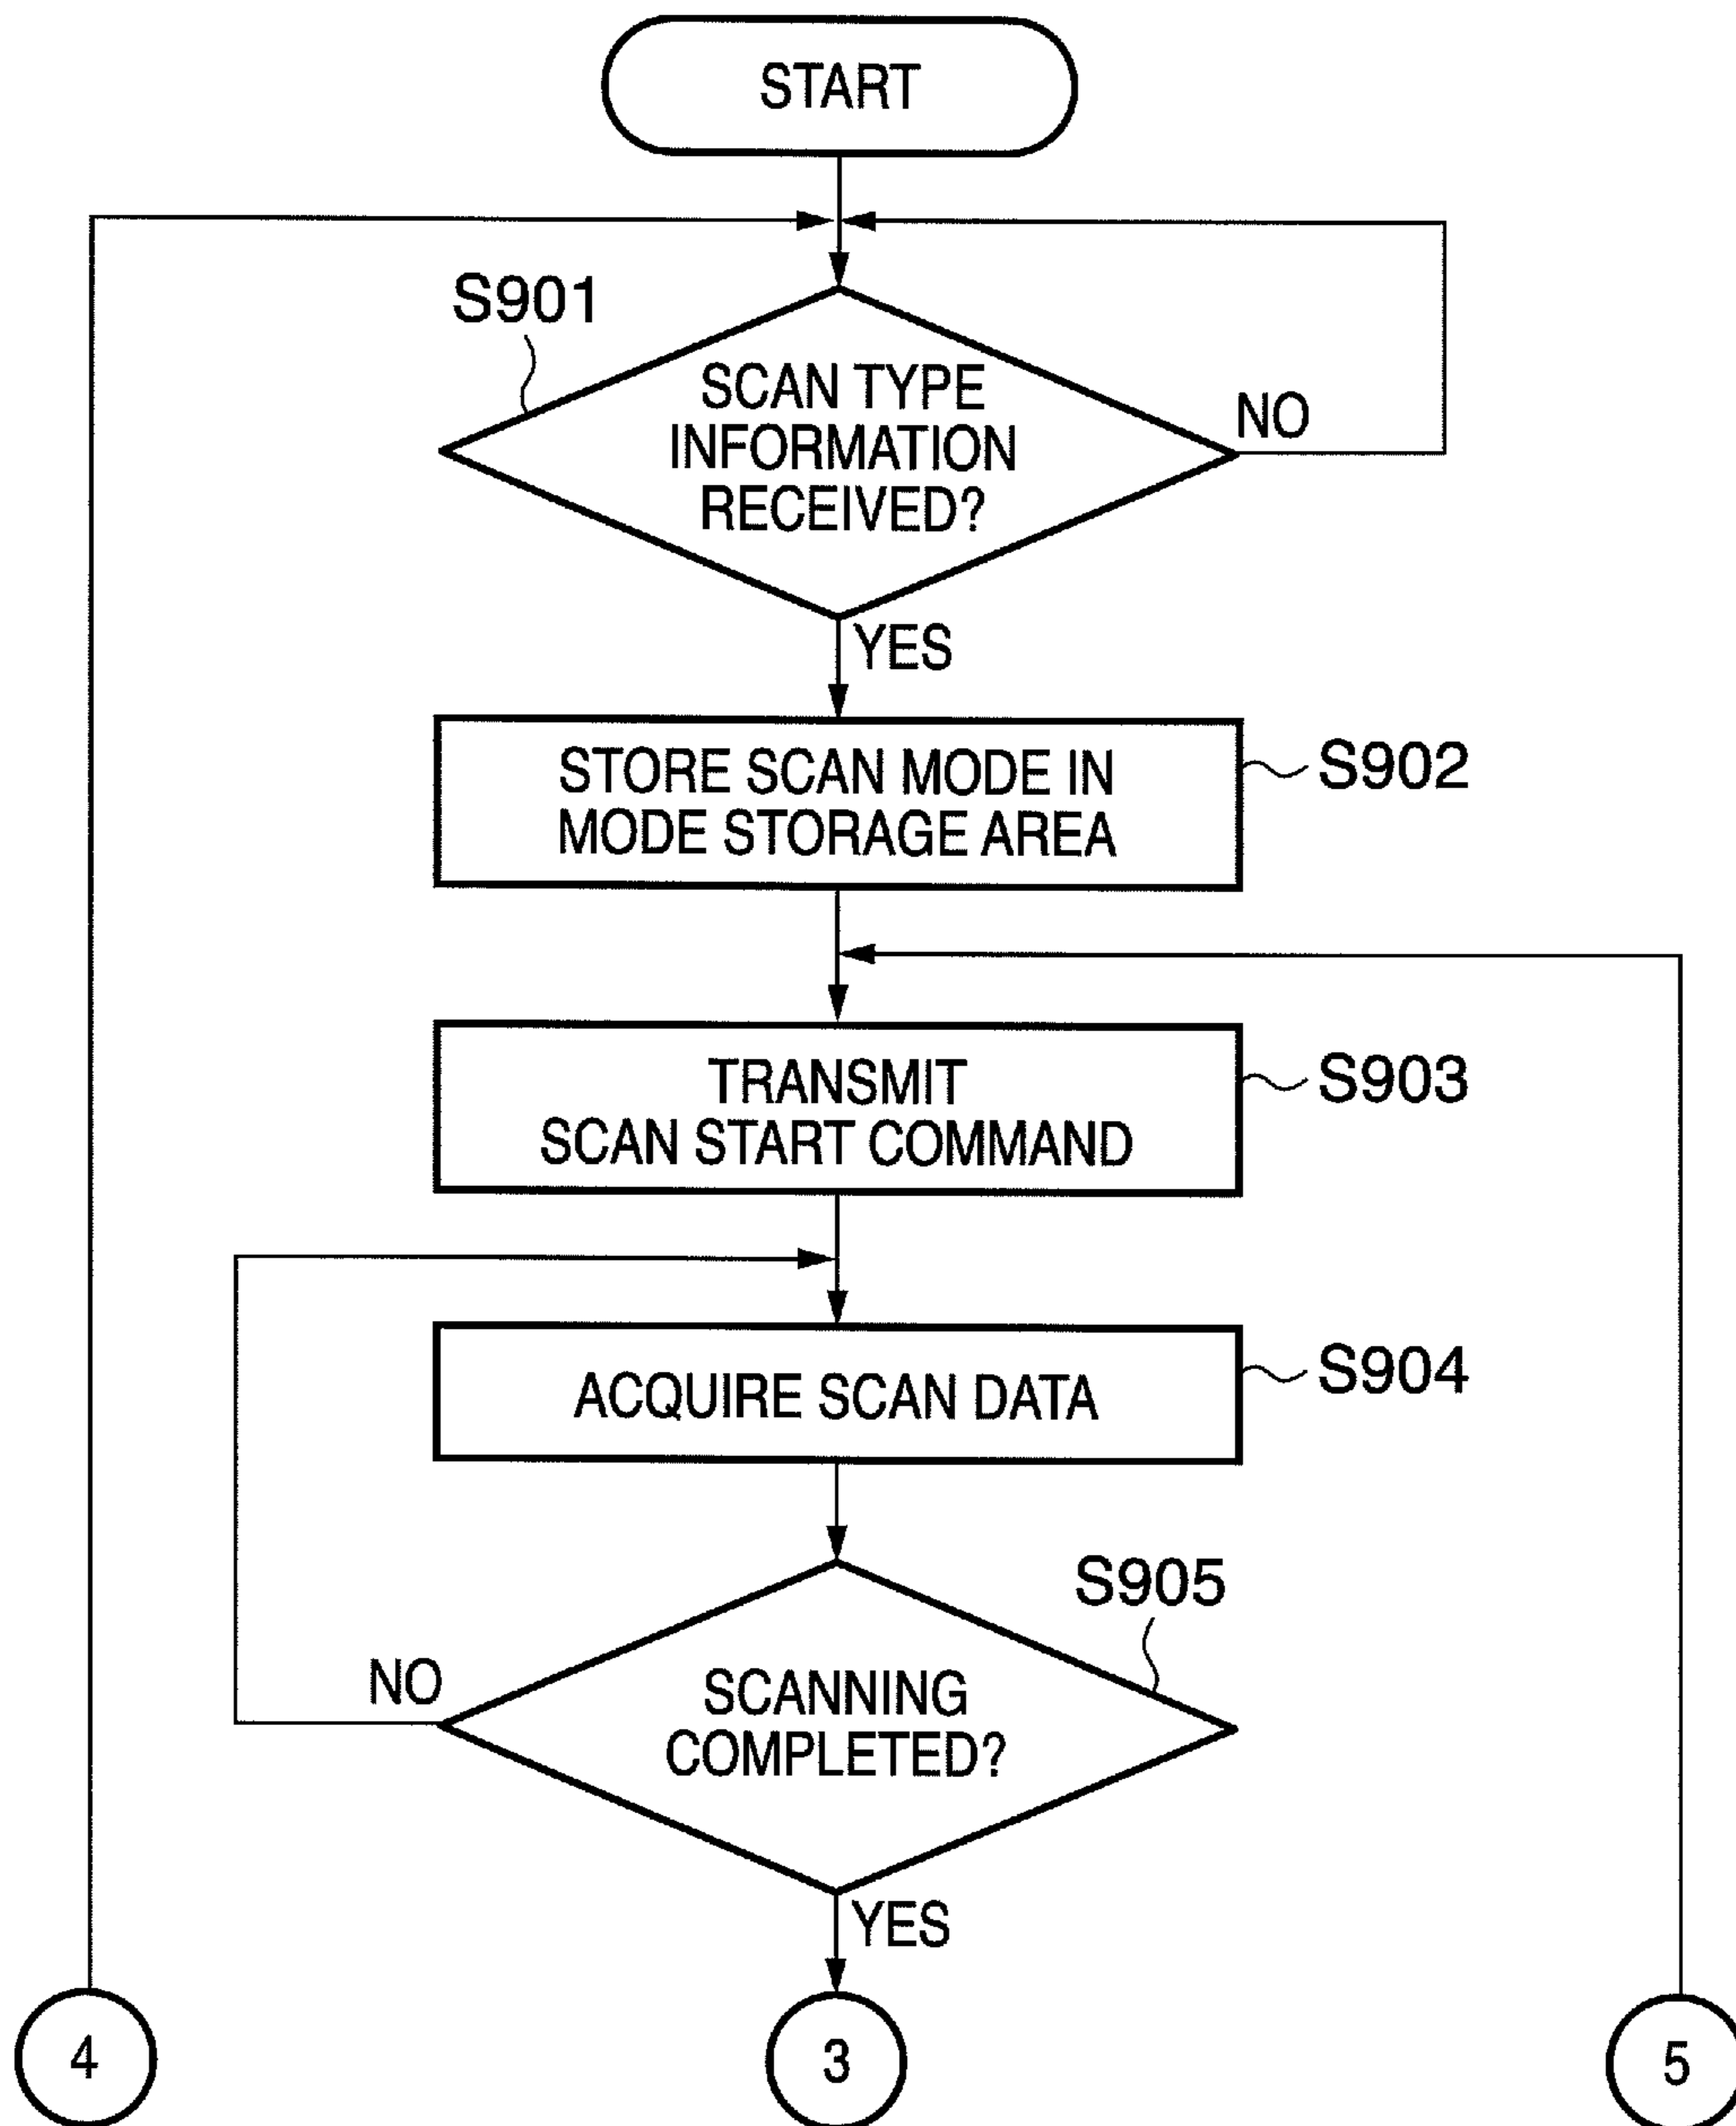 START
S901
SCAN TYPE
INFORMATION
RECEIVED?
NO
YES
STORE SCAN MODE IN
MODE STORAGE AREA
S902
TRANSMIT
SCAN START COMMAND
S903
ACQUIRE SCAN DATA
S904
S905
NO
SCANNING
COMPLETED?
YES
4
3
5